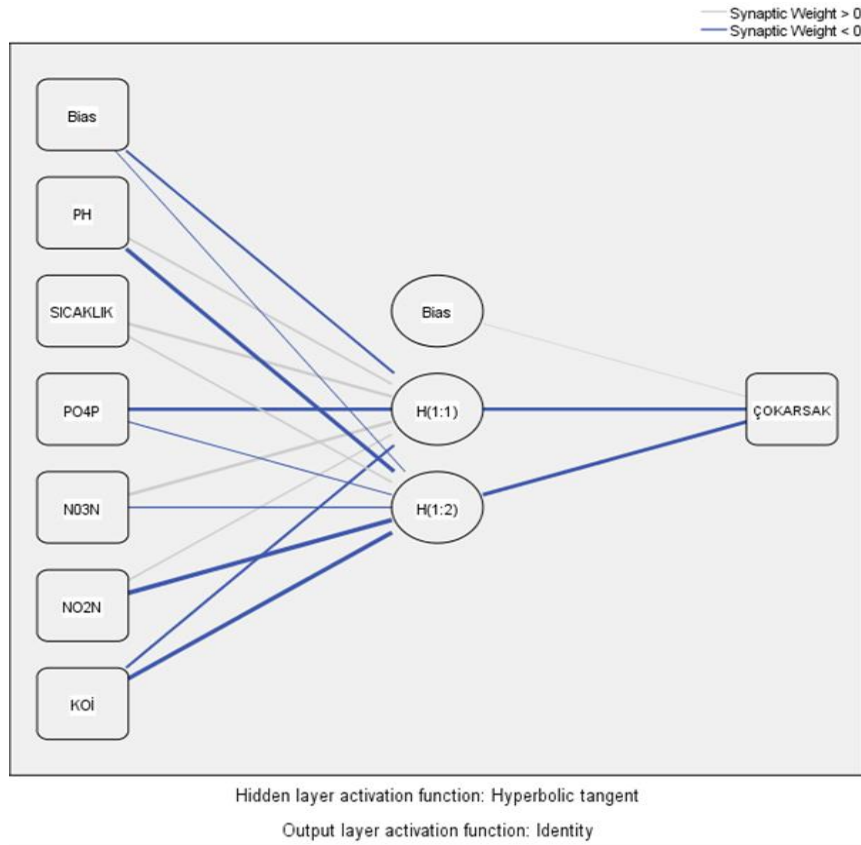 Synaptic Weight > 0
Synaptic Weight < 0
Bias
PH
SICAKLIK
PO4P
N03N
NO2N
KOİ
Bias
H(1:1)
H(1:2)
ÇOKARSAK
Hidden layer activation function: Hyperbolic tangent
Output layer activation function: Identity